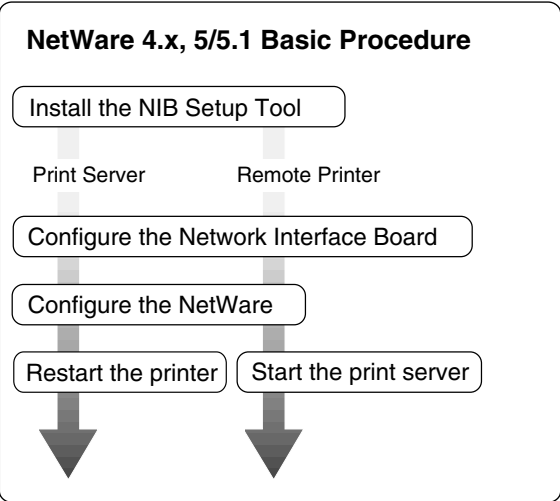 NetWare 4.x, 5/5.1 Basic Procedure
Install the NIB Setup Tool
Print Server
Remote Printer
Configure the Network Interface Board
Configure the NetWare
Restart the printer
Start the print server